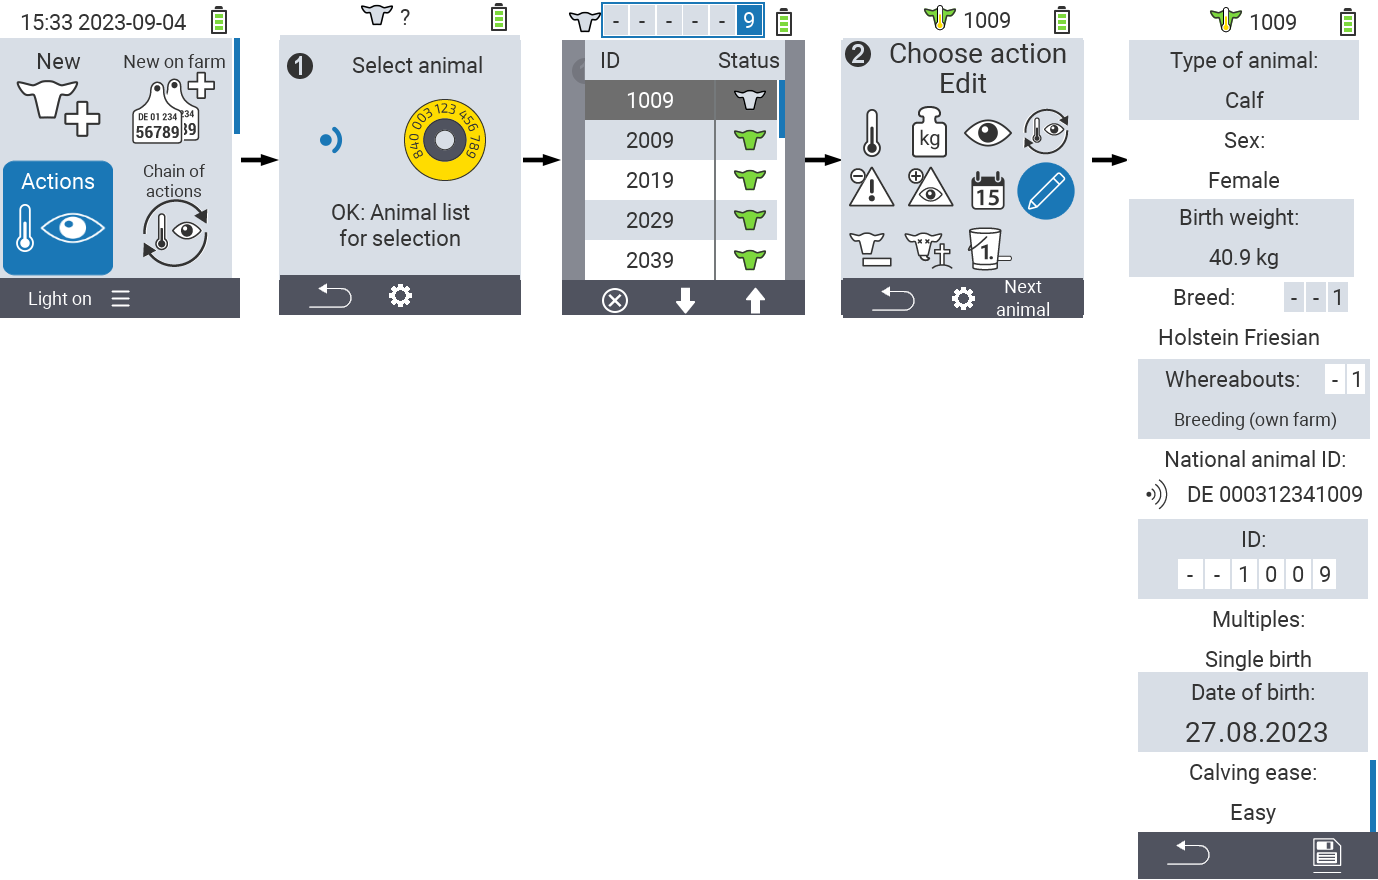 15:33 2023-09-04
New
New on farm
DE 01 234
234
56789
89
Actions
Chain of
actions
Light on
?
1
Select animal
840 003 123 456 789
OK: Animal list
for selection
- - - - - 9
ID Status
1009
2009
2019
2029
2039
1009
2 Choose action
Edit
kg
15
1.
Next
animal
1009
Type of animal:
Calf
Sex:
Female
Birth weight:
40.9 kg
Breed: - - 1
Holstein Friesian
Whereabouts: - 1
Breeding (own farm)
National animal ID:
DE 000312341009
ID:
- - 1 0 0 9
Multiples:
Single birth
Date of birth:
27.08.2023
Calving ease:
Easy